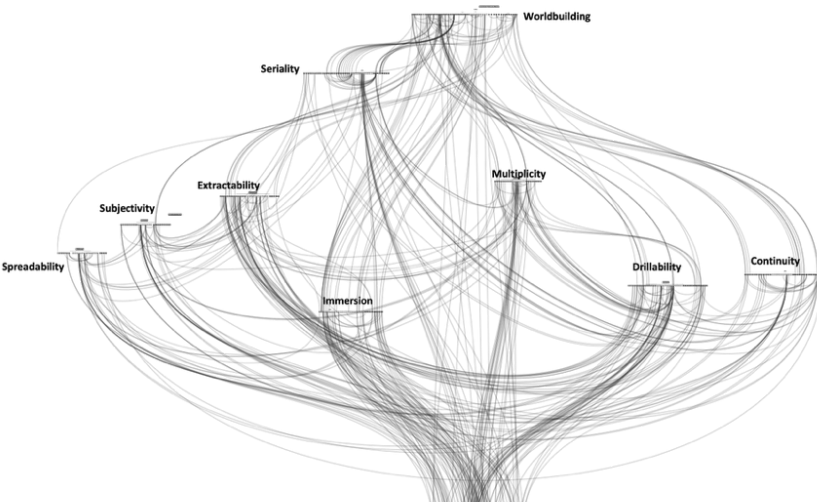 Worldbuilding
Seriality
Multiplicity
Extractability
Subjectivity
Spreadability
Drillability
Continuity
Immersion